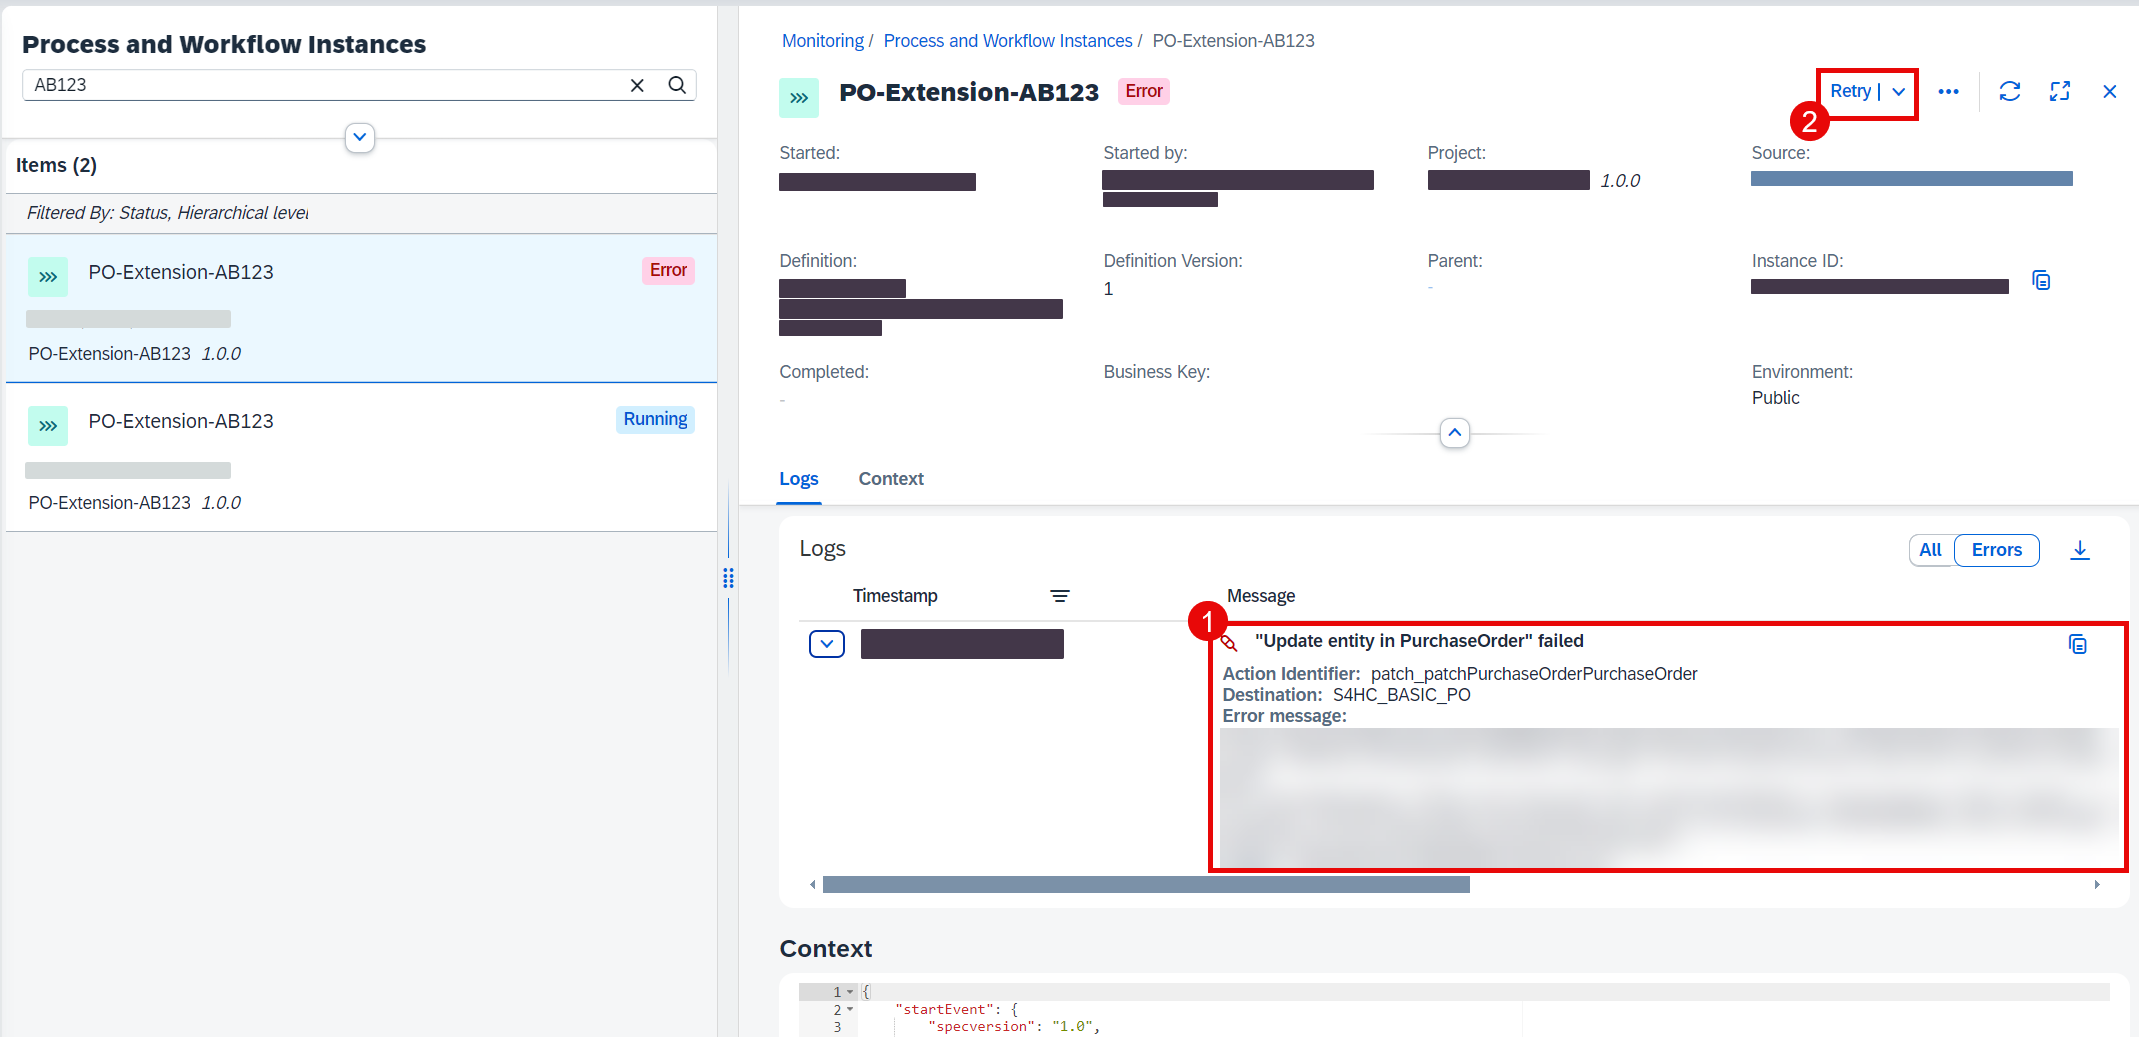 Process and Workflow Instances
AB123
Items (2)
Filtered By: Status, Hierarchical level
PO-Extension-AB123
Error
PO-Extension-AB123 1.0.0
PO-Extension-AB123
Running
PO-Extension-AB123 1.0.0
Monitoring / Process and Workflow Instances / PO-Extension-AB123
PO-Extension-AB123 Error
Retry
2
Started:
Started by:
Project:
1.0.0
Source:
Definition:
Definition Version:
1
Parent:
-
Instance ID:
Completed:
-
Business Key:
Environment:
Public
Logs
Context
Logs
All
Errors
Timestamp
Message
1
"Update entity in PurchaseOrder" failed
Action Identifier: patch_patchPurchaseOrderPurchaseOrder
Destination: S4HC_BASIC_PO
Error message:
Context
1 {
2 "startEvent": {
3 "specversion": "1.0",